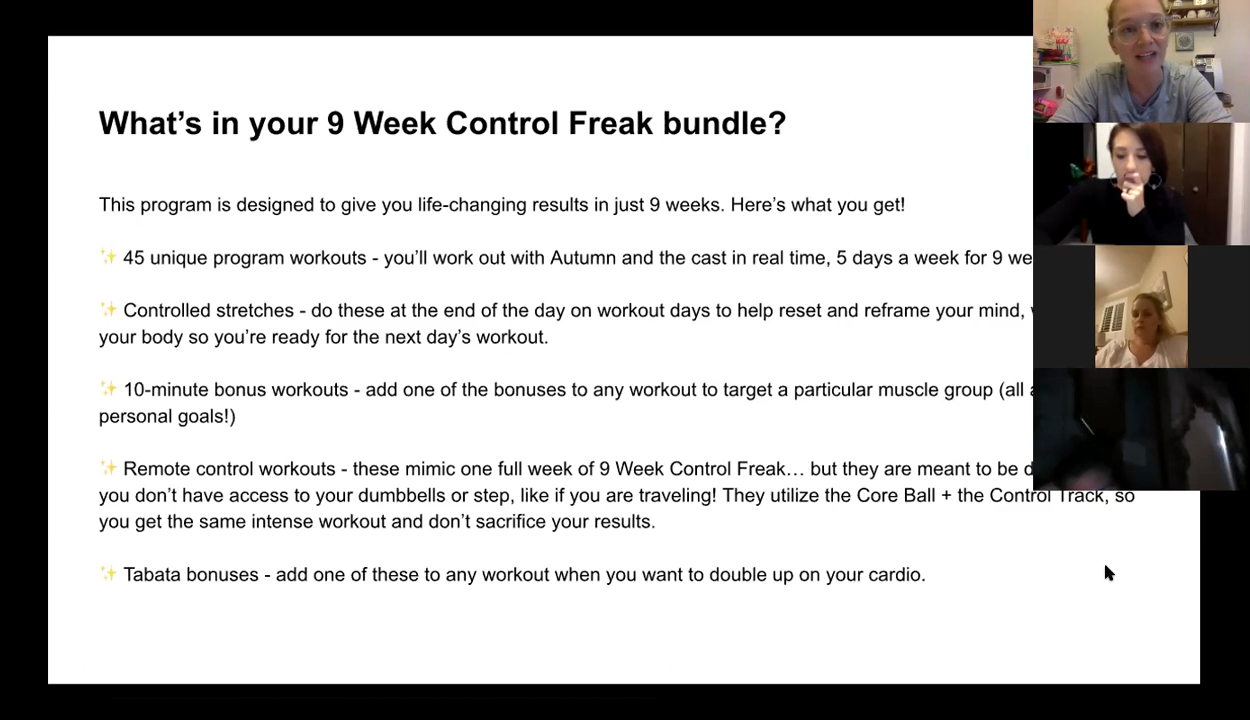 What’s in your 9 Week Control Freak bundle?
This program is designed to give you life-changing results in just 9 weeks. Here’s what you get!
✨ 45 unique program workouts - you’ll work out with Autumn and the cast in real time, 5 days a week for 9 we
✨ Controlled stretches - do these at the end of the day on workout days to help reset and reframe your mind,
your body so you’re ready for the next day’s workout.
✨ 10-minute bonus workouts - add one of the bonuses to any workout to target a particular muscle group (all
personal goals!)
✨ Remote control workouts - these mimic one full week of 9 Week Control Freak… but they are meant to be d
you don’t have access to your dumbbells or step, like if you are traveling! They utilize the Core Ball + the Control Track, so
you get the same intense workout and don’t sacrifice your results.
✨ Tabata bonuses - add one of these to any workout when you want to double up on your cardio.